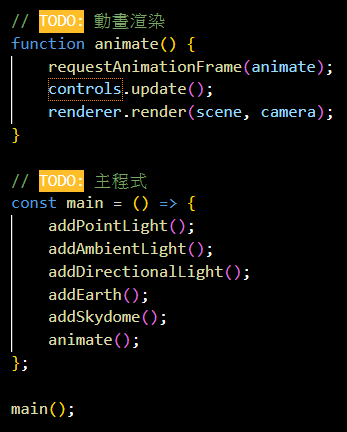 // TODO: 動畫渲染
function animate() {
    requestAnimationFrame(animate);
    controls.update();
    renderer.render(scene, camera);
}
// TODO: 主程式
const main = () => {
    addPointLight();
    addAmbientLight();
    addDirectionalLight();
    addEarth();
    addSkydome();
    animate();
};
main();